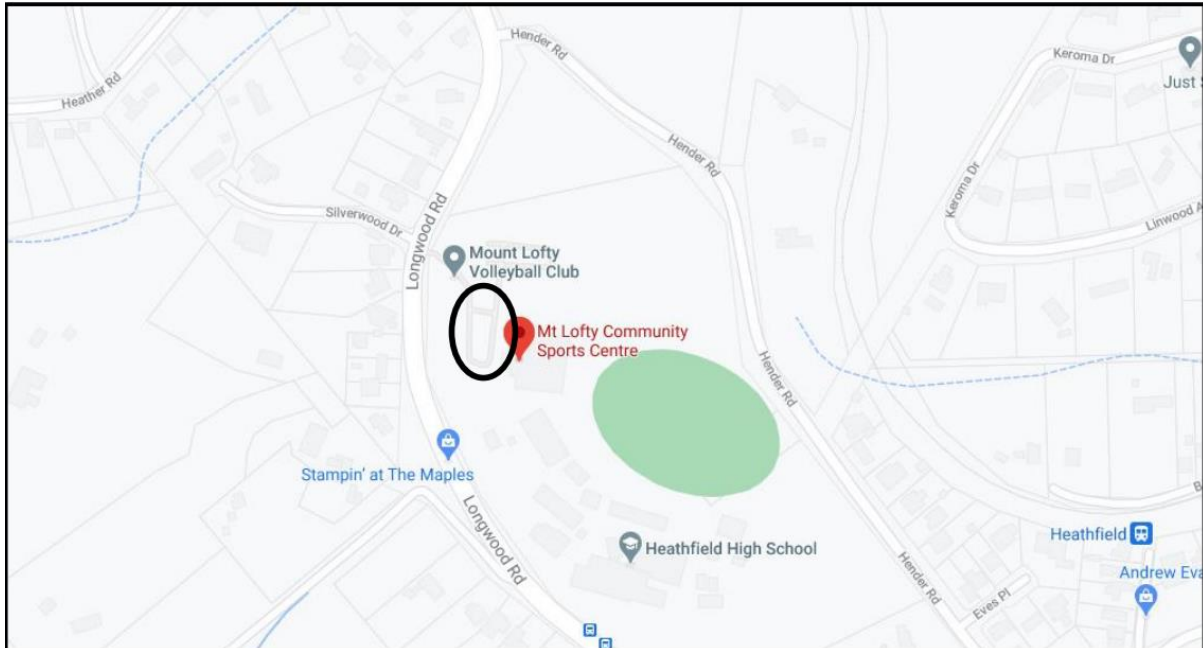 Hender Rd
Keroma Dr
Just
Heather Rd
Hender Rd
Keroma Dr
Linwood
Silverwood Dr
Longwood Rd
Mount Lofty
Volleyball Club
Mt Lofty Community
Sports Centre
Hender Rd
Stampin' at The Maples
Longwood Rd
Heathfield High School
Heathfield
Hender Rd
Andrew Eva
Eves Pl